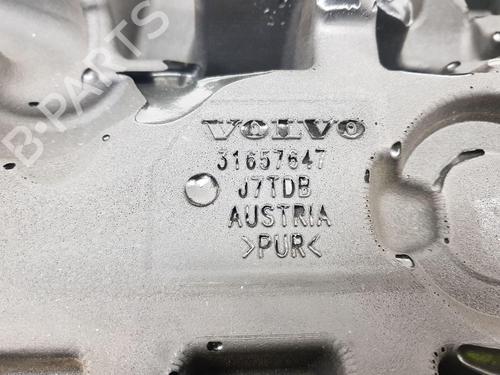 B-PARTS
VOLVO
31657647
J7TDB
AUSTRIA
>PUR<